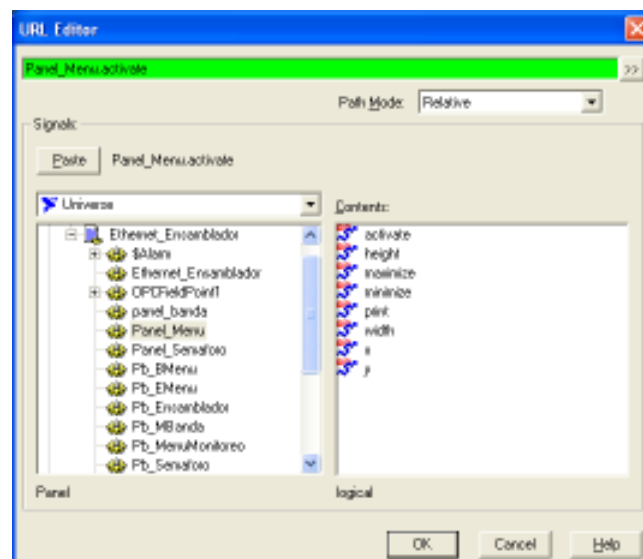 URL Editor
Panel_Menu.activate
>>
Path Mode: Relative
Signals:
Paste Panel_Menu.activate
Universe
Contents:
Ethernet_Ensamblador
$Alarm
Ethernet_Ensamblador
OPCFieldPoint1
panel_banda
Panel_Menu
Panel_Semaforo
Pb_BMenu
Pb_EMenu
Pb_Ensamblador
Pb_MBanda
Pb_MenuMonitoreo
Pb_Semaforo
activate
height
maximize
minimize
print
width
x
y
Panel
logical
OK Cancel Help